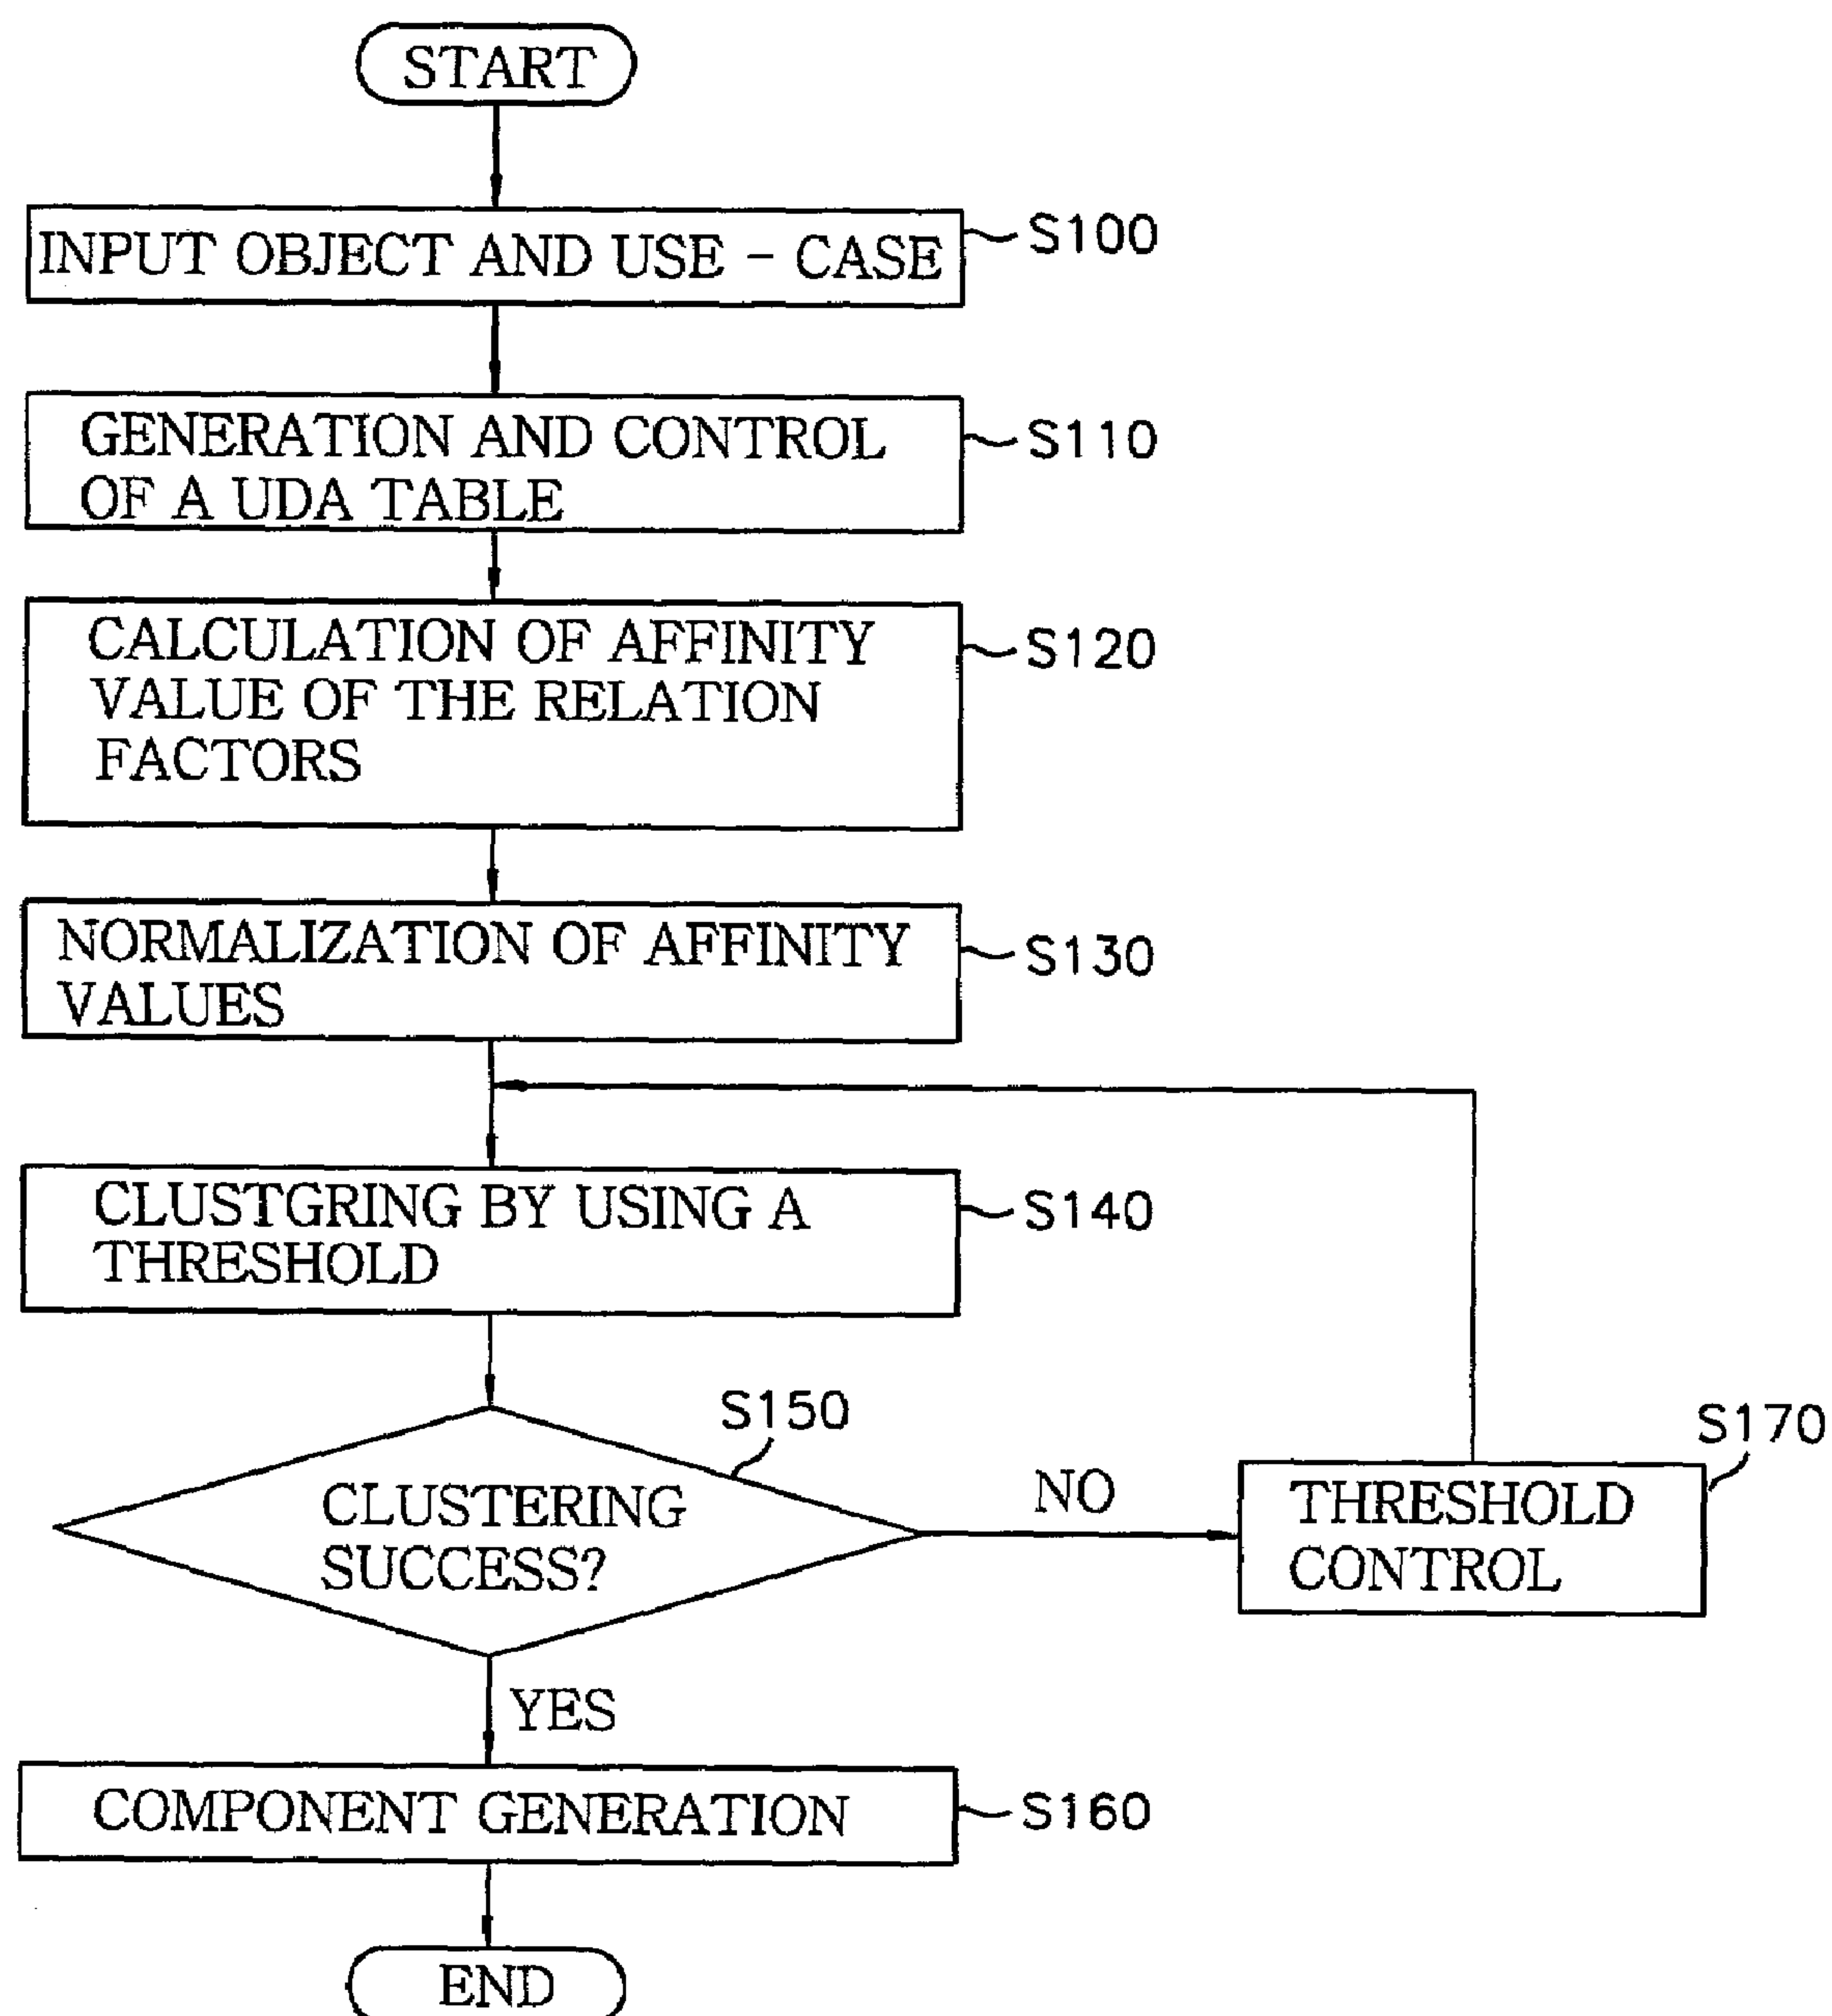 START
INPUT OBJECT AND USE - CASE
S100
GENERATION AND CONTROL
OF A UDA TABLE
S110
CALCULATION OF AFFINITY
VALUE OF THE RELATION
FACTORS
S120
NORMALIZATION OF AFFINITY
VALUES
S130
CLUSTGRING BY USING A
THRESHOLD
S140
S150
CLUSTERING
SUCCESS?
NO
S170
THRESHOLD
CONTROL
YES
COMPONENT GENERATION
S160
END